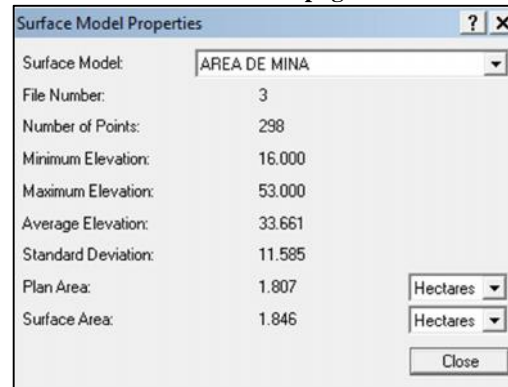 Surface Model Properties ? X
Surface Model: AREA DE MINA
File Number: 3
Number of Points: 298
Minimum Elevation: 16.000
Maximum Elevation: 53.000
Average Elevation: 33.661
Standard Deviation: 11.585
Plan Area: 1.807 Hectares
Surface Area: 1.846 Hectares
Close